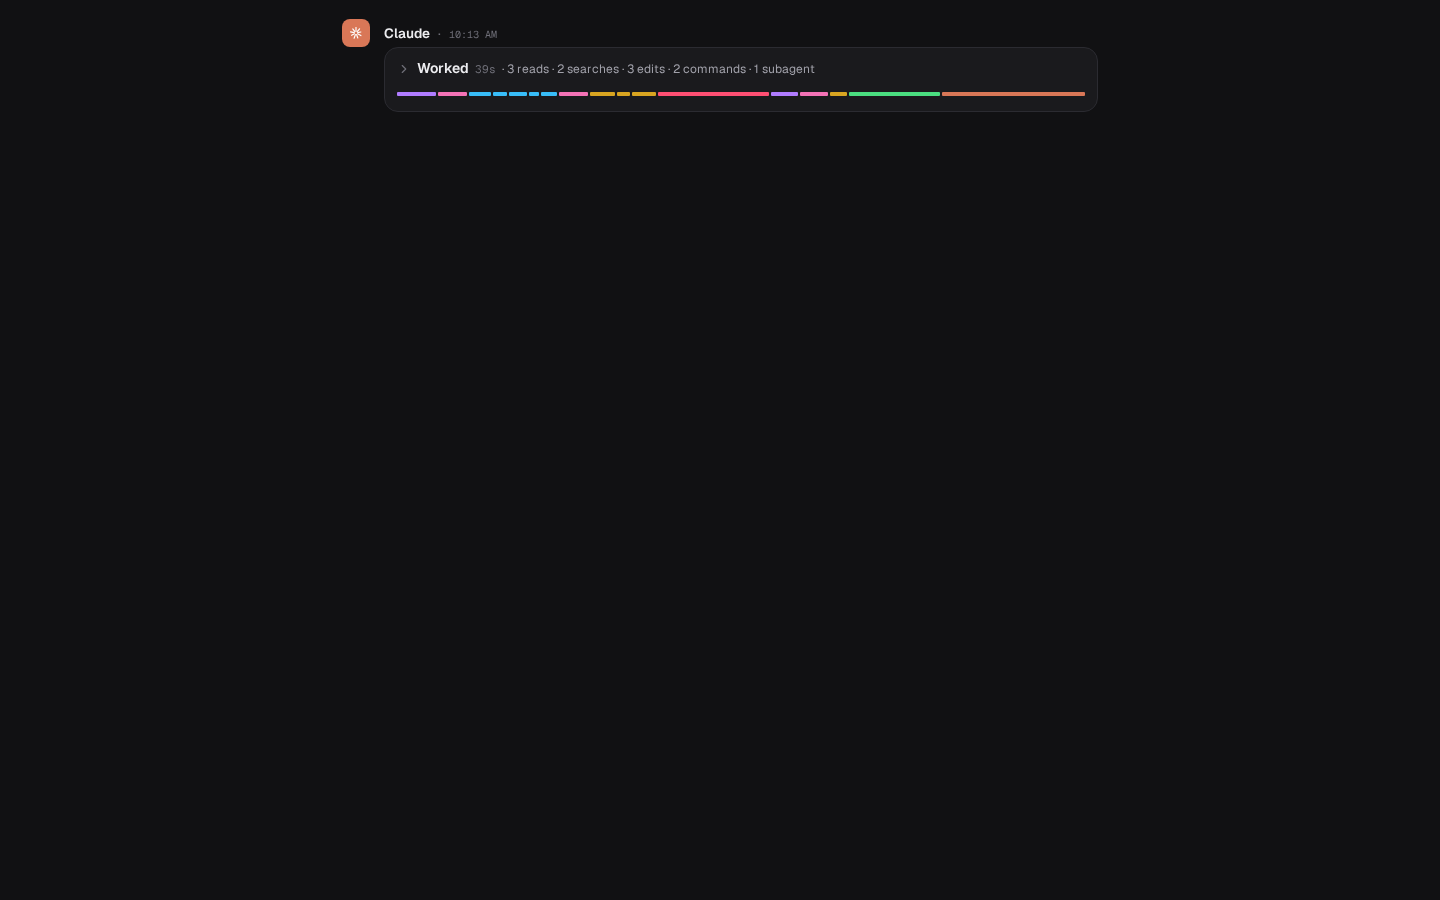 Claude · 10:13 AM
Worked 39s · 3 reads · 2 searches · 3 edits · 2 commands · 1 subagent